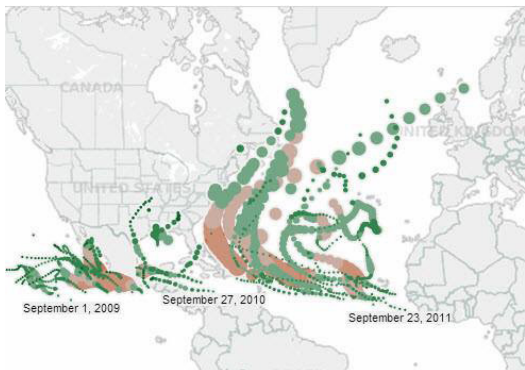 CANADA
UNITED KINGDOM
UNITED STATES
September 1, 2009
September 27, 2010
September 23, 2011